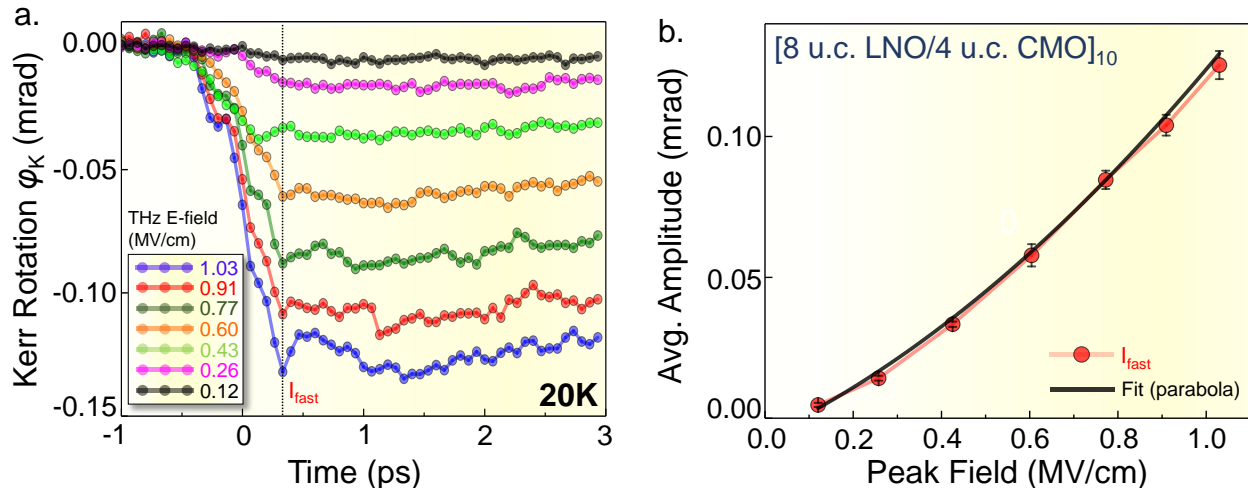 a.
Kerr Rotation φK (mrad)
0.00
-0.05
-0.10
-0.15
THz E-field
(MV/cm)
1.03
0.91
0.77
0.60
0.43
0.26
0.12
Ifast
20K
-1
0
1
2
3
Time (ps)
b.
[8 u.c. LNO/4 u.c. CMO]10
Avg. Amplitude (mrad)
0.10
0.05
0.00
0
Ifast
Fit (parabola)
0.0
0.2
0.4
0.6
0.8
1.0
Peak Field (MV/cm)